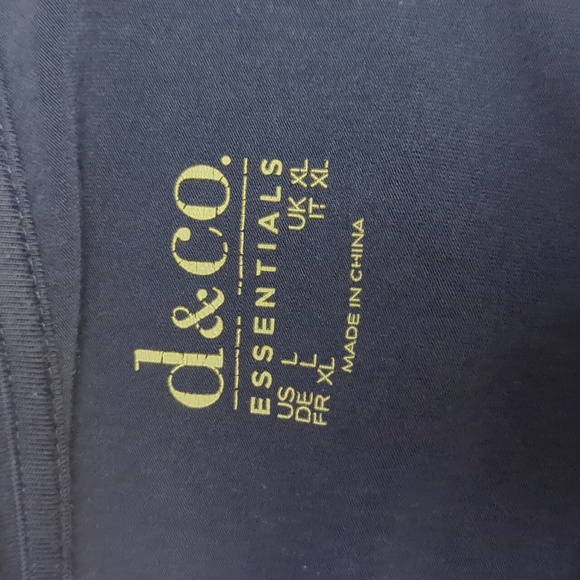 d&co.
ESSENTIALS
US L UK XL
DE L IT XL
FR XL
MADE IN CHINA